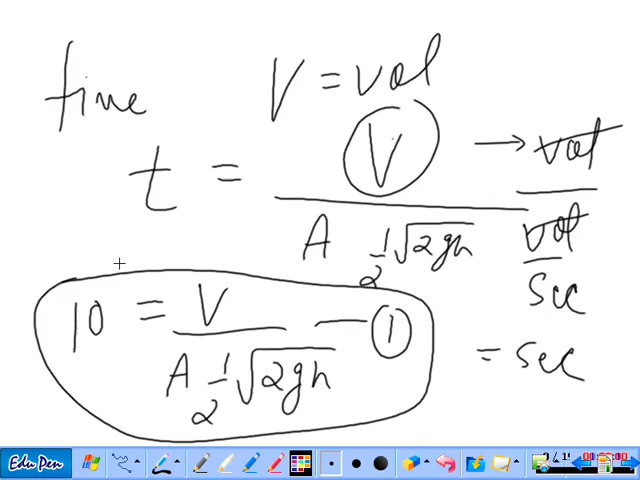 time V = vol
t = V / (A 1/2 √2gh) → vol / (vol / sec)
10 = V / (A 1/2 √2gh) — ① = sec
Edu Pen